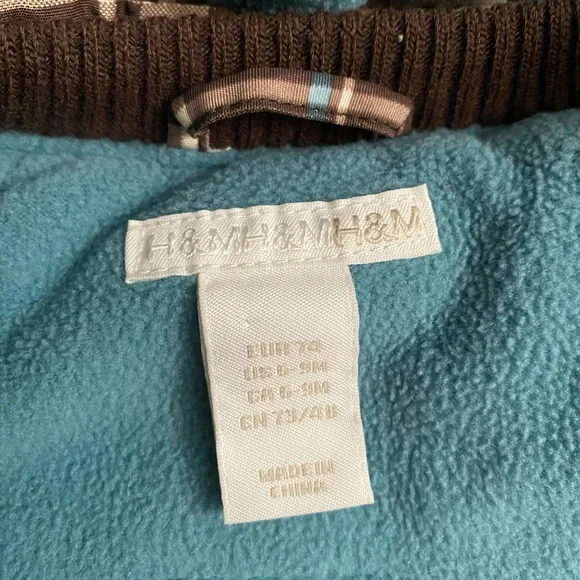 H&MH&MH&M
EUR 74
US 6-9M
CA 6-9M
CN 73/48
MADE IN
CHINA